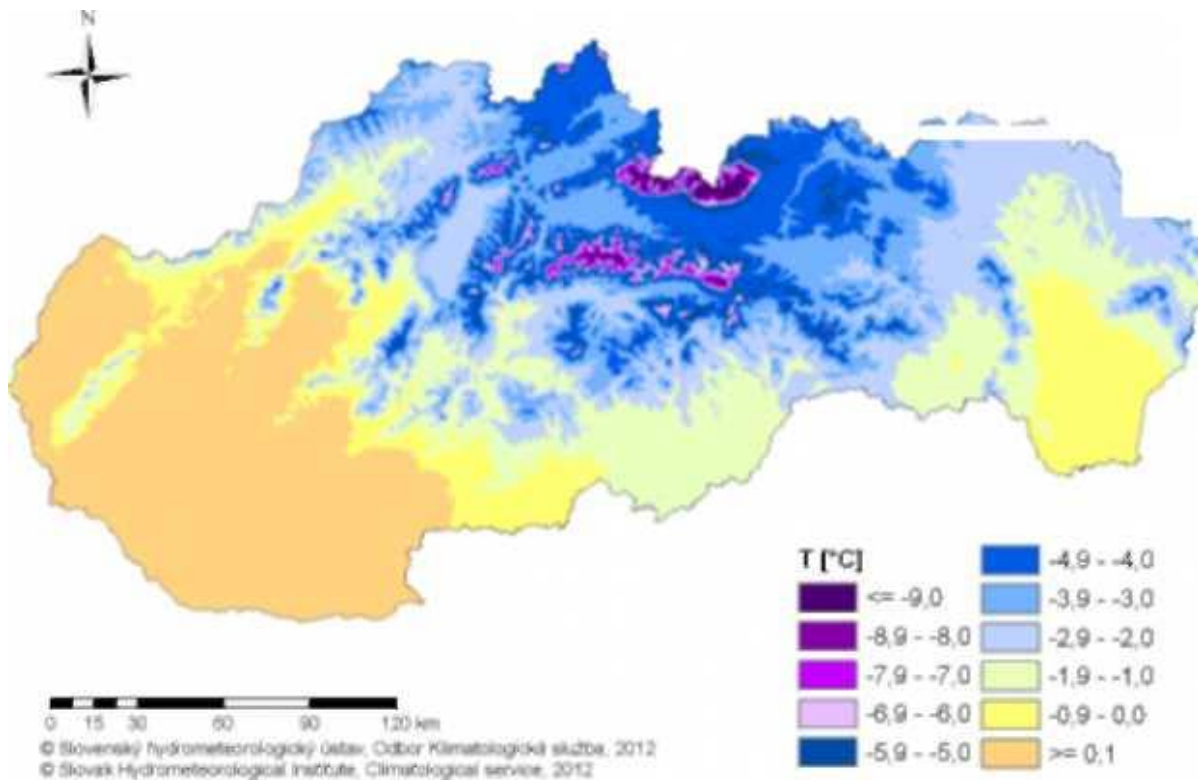 N
T [°C]
<= -9,0
-8,9 - -8,0
-7,9 - -7,0
-6,9 - -6,0
-5,9 - -5,0
-4,9 - -4,0
-3,9 - -3,0
-2,9 - -2,0
-1,9 - -1,0
-0,9 - 0,0
>= 0,1
0 15 30 60 90 120 km
© Slovenský hydrometeorologický ústav, Odbor Klimatologická služba, 2012
© Slovak Hydrometeorological Institute, Climatological service, 2012